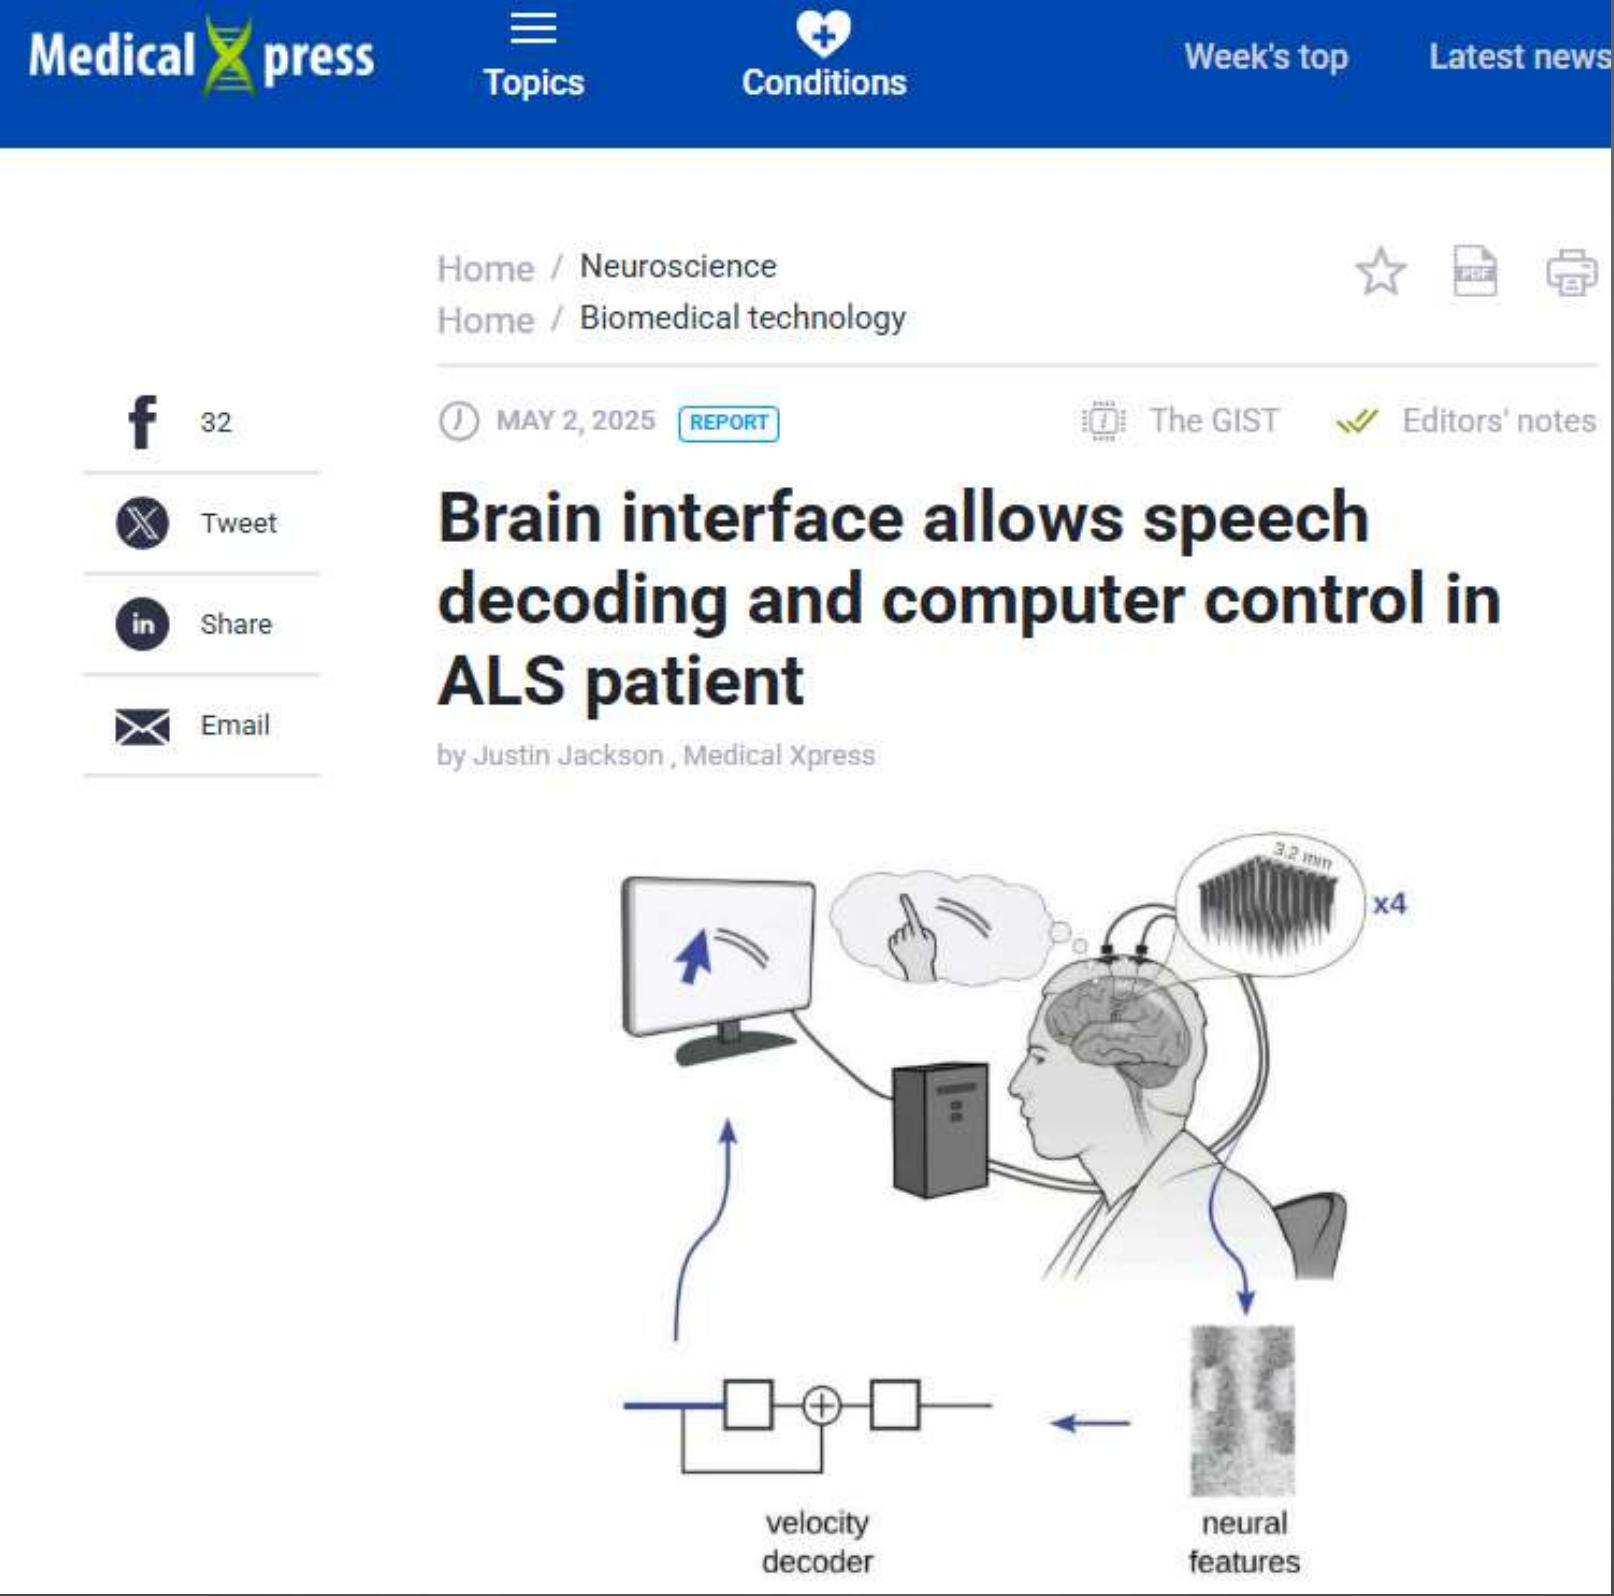 Medical Xpress
Topics
Conditions
Week's top
Latest news
Home / Neuroscience
Home / Biomedical technology
PDF
32
Tweet
Share
Email
MAY 2, 2025
REPORT
The GIST
Editors' notes
Brain interface allows speech
decoding and computer control in
ALS patient
by Justin Jackson , Medical Xpress
3.2 mm
x4
velocity
decoder
neural
features